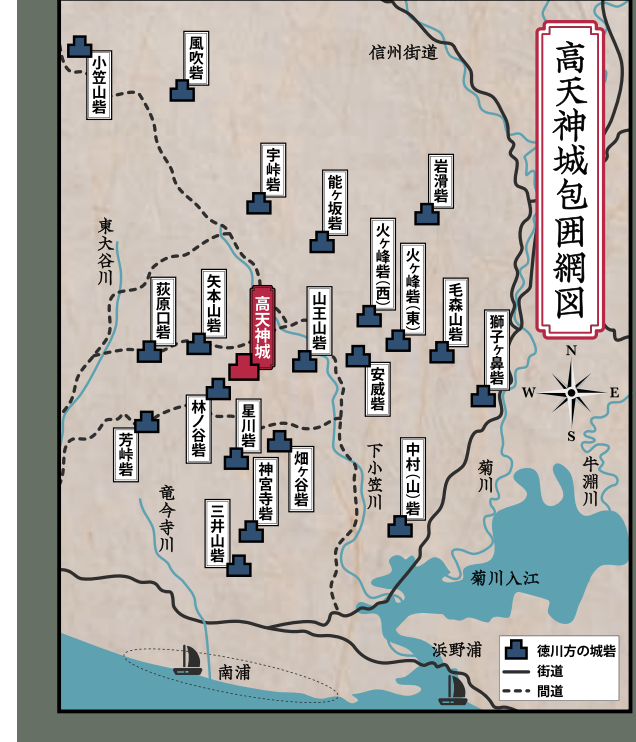 高天神城包囲網図
信州街道
小笠山砦
風吹砦
宇峠砦
能ヶ坂砦
岩滑砦
火ヶ峰砦(西)
火ヶ峰砦(東)
毛森山砦
獅子ヶ鼻砦
東大谷川
荻原口砦
矢本山砦
高天神城
山王山砦
安威砦
林ノ谷砦
星川砦
畑ヶ谷砦
芳峠砦
神宮寺砦
三井山砦
中村(山)砦
竜今寺川
下小笠川
菊川
牛淵川
菊川入江
浜野浦
南浦
N
W
E
S
徳川方の城砦
街道
間道